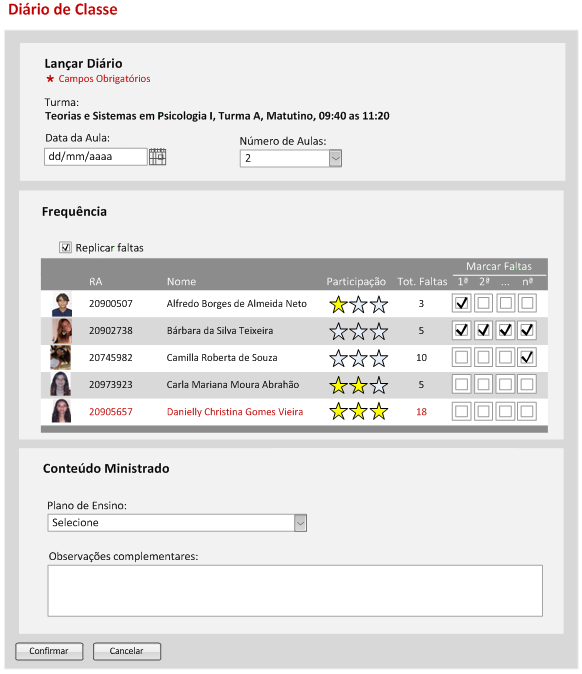 Diário de Classe
Lançar Diário
★ Campos Obrigatórios
Turma:
Teorias e Sistemas em Psicologia I, Turma A, Matutino, 09:40 as 11:20
Data da Aula: Número de Aulas:
dd/mm/aaaa 2
Frequência
Replicar faltas
Marcar Faltas
RA Nome Participação Tot. Faltas 1ª 2ª ... nª
20900507 Alfredo Borges de Almeida Neto 3
20902738 Bárbara da Silva Teixeira 5
20745982 Camilla Roberta de Souza 10
20973923 Carla Mariana Moura Abrahão 5
20905657 Danielly Christina Gomes Vieira 18
Conteúdo Ministrado
Plano de Ensino:
Selecione
Observações complementares:
Confirmar Cancelar